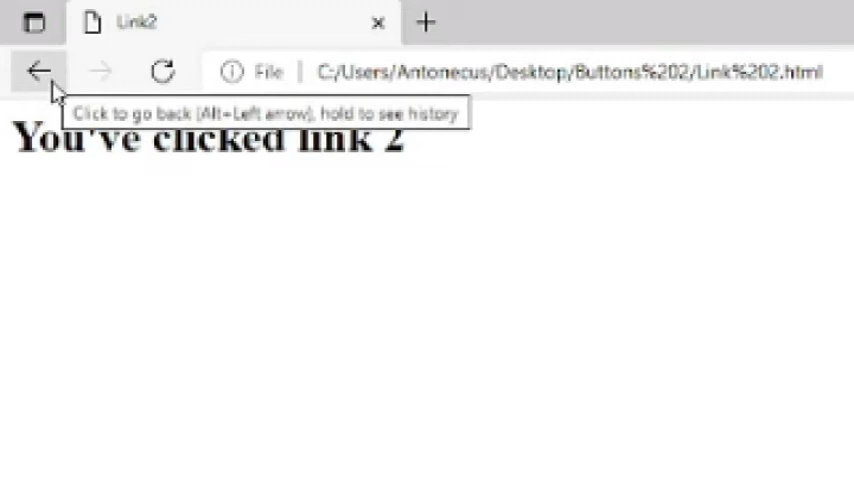 Link2
File
C:/Users/Antonecus/Desktop/Buttons%202/Link%202.html
Click to go back (Alt+Left arrow), hold to see history
You've clicked link 2